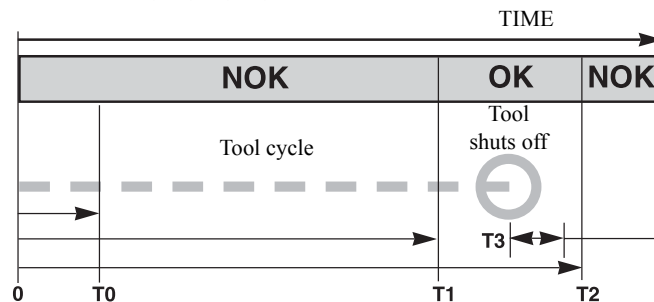 TIME
NOK OK NOK
Tool
shuts off
Tool cycle
T3
0 T0 T1 T2